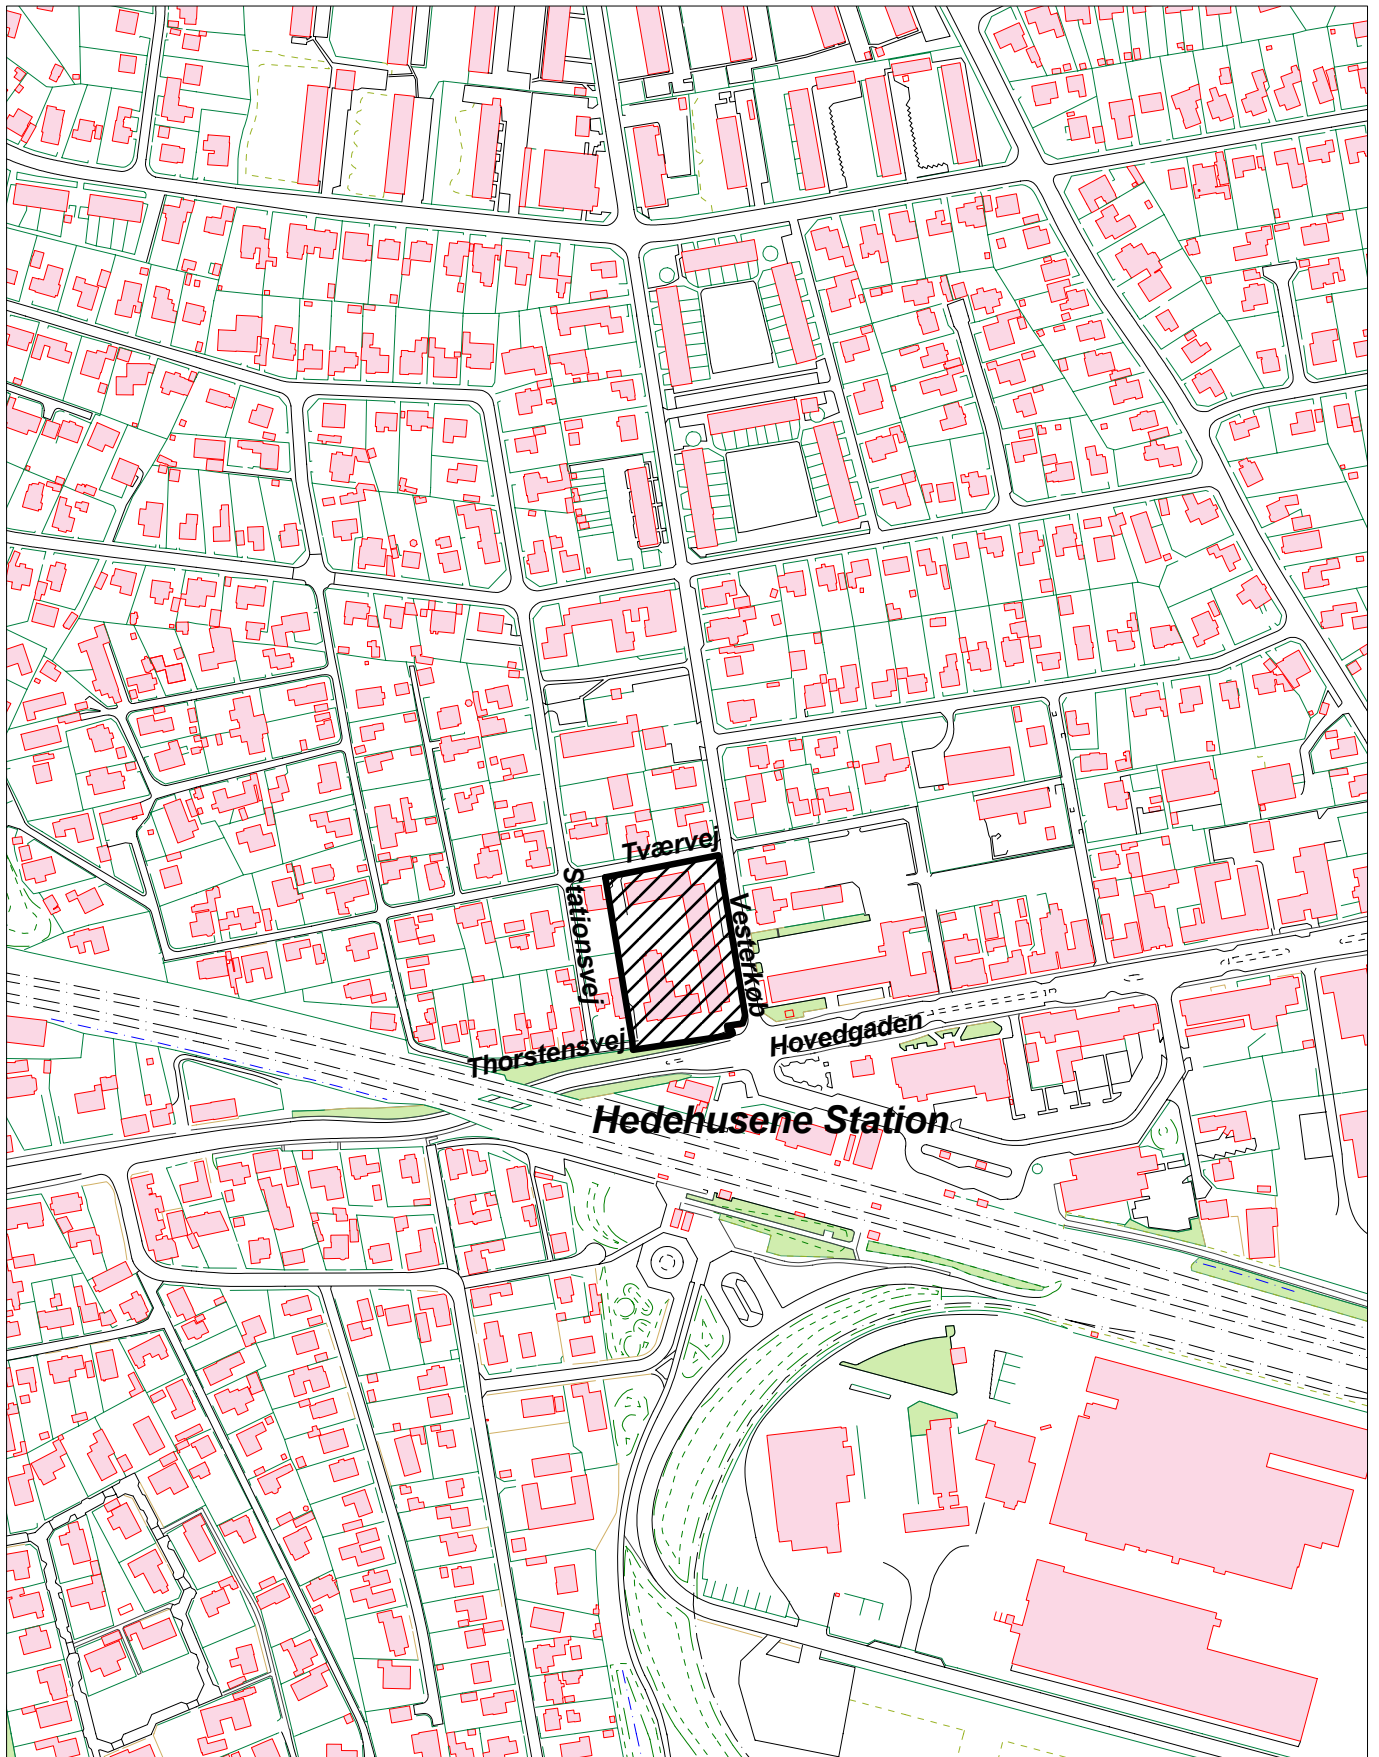 Tværvej
Stationsvej
Vesterkøb
Hovedgaden
Thorstensvej
Hedehusene Station